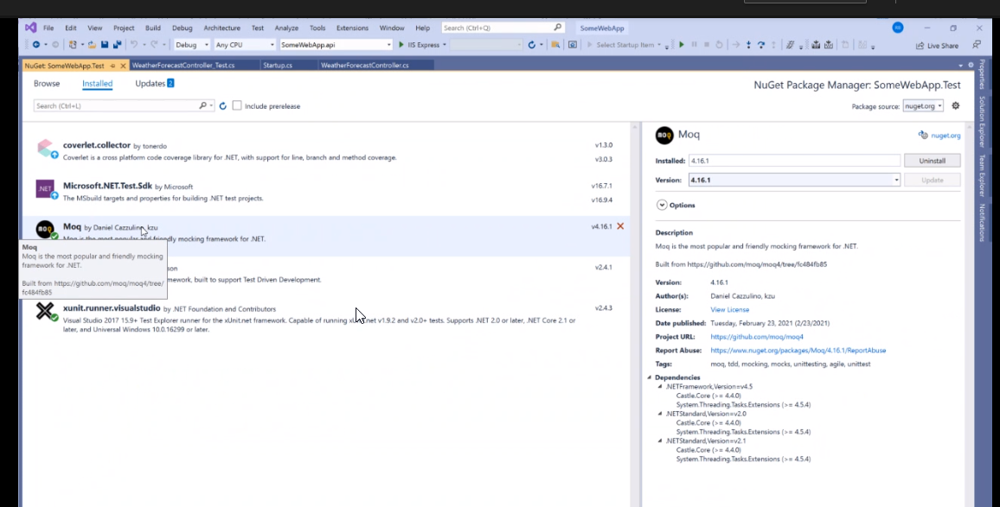 File Edit View Project Build Debug Architecture Test Analyze Tools Extensions Window Help Search (Ctrl+Q) SomeWebApp
Debug Any CPU SomeWebApp.api IIS Express Select Startup Item Live Share
NuGet: SomeWebApp.Test WeatherForecastController_Test.cs Startup.cs WeatherForecastController.cs
Browse Installed Updates 2
NuGet Package Manager: SomeWebApp.Test
Search (Ctrl+L) Include prerelease
Package source: nuget.org
coverlet.collector by tonerdo v1.3.0
Coverlet is a cross platform code coverage library for .NET, with support for line, branch and method coverage. v3.0.3
.NET
Microsoft.NET.Test.Sdk by Microsoft v16.7.1
The MSbuild targets and properties for building .NET test projects. v16.9.4
Moq by Daniel Cazzulino, kzu v4.16.1
Moq is the most popular and friendly mocking framework for .NET.
Moq
Moq is the most popular and friendly mocking
framework for .NET.
Built from https://github.com/moq/moq4/tree/
fc484fb85
son v2.4.1
mework, built to support Test Driven Development.
xunit.runner.visualstudio by .NET Foundation and Contributors v2.4.3
Visual Studio 2017 15.9+ Test Explorer runner for the xUnit.net framework. Capable of running xUnit.net v1.9.2 and v2.0+ tests. Supports .NET 2.0 or later, .NET Core 2.1 or
later, and Universal Windows 10.0.16299 or later.
MOQ Moq nuget.org
Installed: 4.16.1 Uninstall
Version: 4.16.1 Update
Options
Description
Moq is the most popular and friendly mocking framework for .NET.
Built from https://github.com/moq/moq4/tree/fc484fb85
Version: 4.16.1
Author(s): Daniel Cazzulino, kzu
License: View License
Date published: Tuesday, February 23, 2021 (2/23/2021)
Project URL: https://github.com/moq/moq4
Report Abuse: https://www.nuget.org/packages/Moq/4.16.1/ReportAbuse
Tags: moq, tdd, mocking, mocks, unittesting, agile, unittest
Dependencies
.NETFramework,Version=v4.5
Castle.Core (>= 4.4.0)
System.Threading.Tasks.Extensions (>= 4.5.4)
.NETStandard,Version=v2.0
Castle.Core (>= 4.4.0)
System.Threading.Tasks.Extensions (>= 4.5.4)
.NETStandard,Version=v2.1
Castle.Core (>= 4.4.0)
System.Threading.Tasks.Extensions (>= 4.5.4)
Properties
Solution Explorer
Team Explorer
Notifications